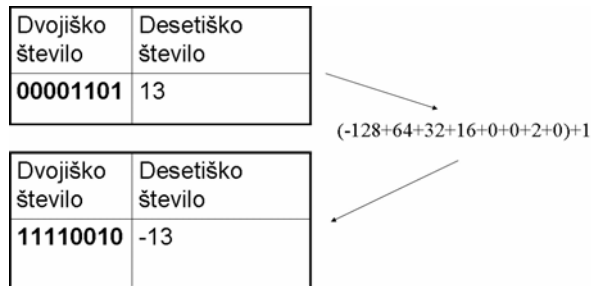 Dvojiško Desetiško
število število
00001101 13
(-128+64+32+16+0+0+2+0)+1
Dvojiško Desetiško
število število
11110010 -13